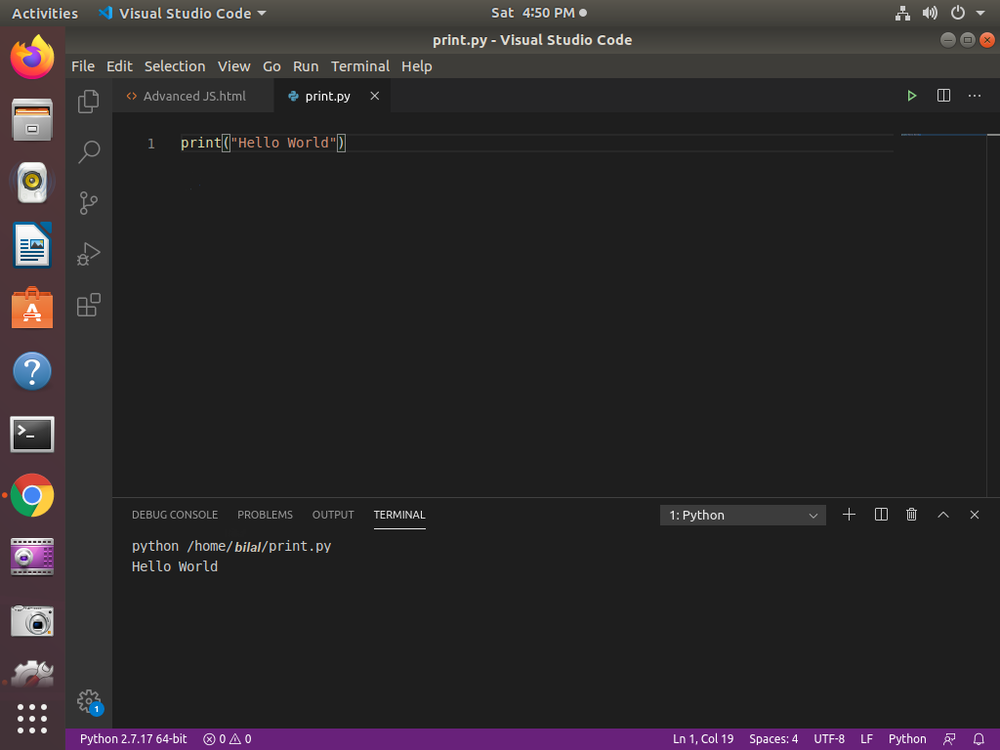 Activities Visual Studio Code Sat 4:50 PM
print.py - Visual Studio Code
File Edit Selection View Go Run Terminal Help
<> Advanced JS.html print.py
1 print("Hello World")
DEBUG CONSOLE PROBLEMS OUTPUT TERMINAL 1: Python
python /home/bilal/print.py
Hello World
1
Python 2.7.17 64-bit 0 0 Ln 1, Col 19 Spaces: 4 UTF-8 LF Python